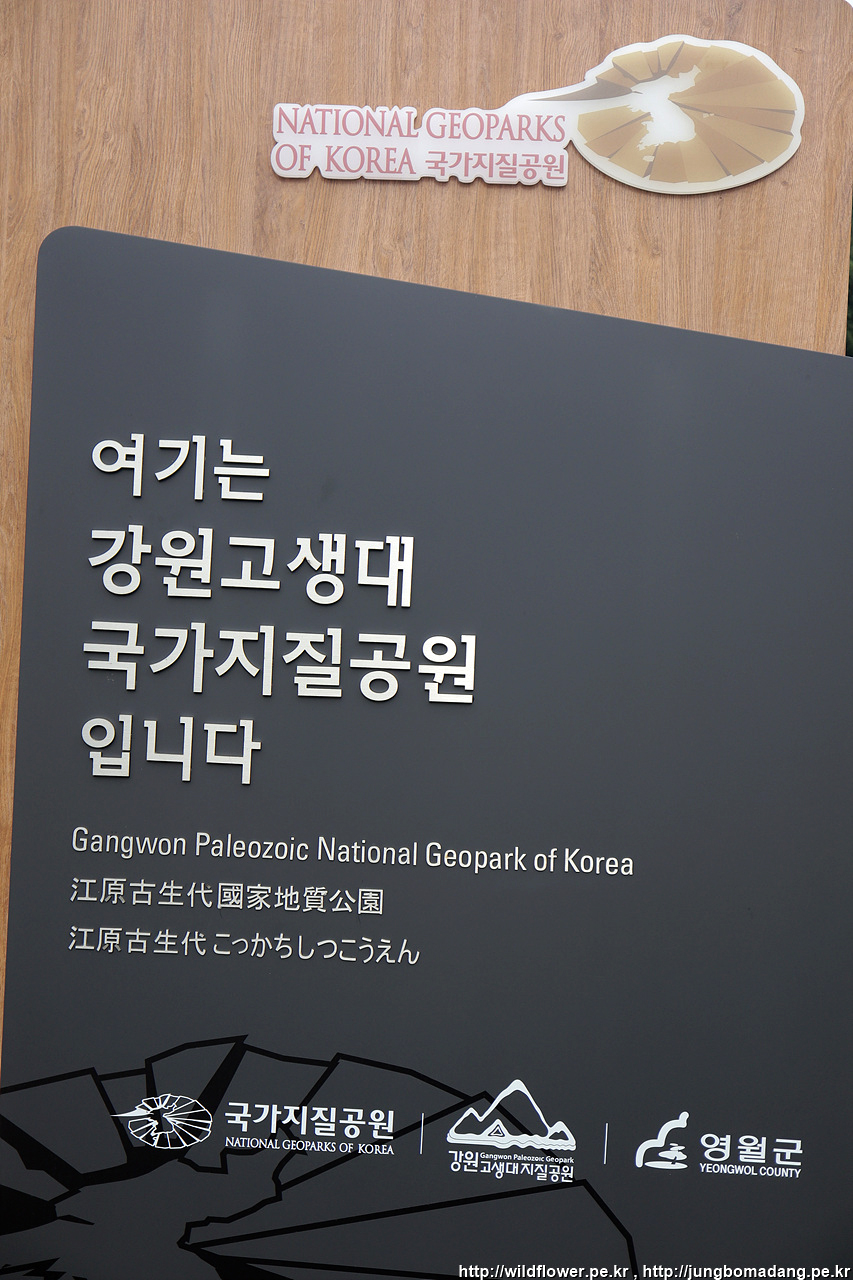 NATIONAL GEOPARKS
OF KOREA 국가지질공원
여기는
강원고생대
국가지질공원
입니다
Gangwon Paleozoic National Geopark of Korea
江原古生代國家地質公園
江原古生代 こっかちしつこうえん
국가지질공원
NATIONAL GEOPARKS OF KOREA
Gangwon Paleozoic Geopark
강원고생대지질공원
영월군
YEONGWOL COUNTY
http://wildflower.pe.kr , http://jungbomadang.pe.kr